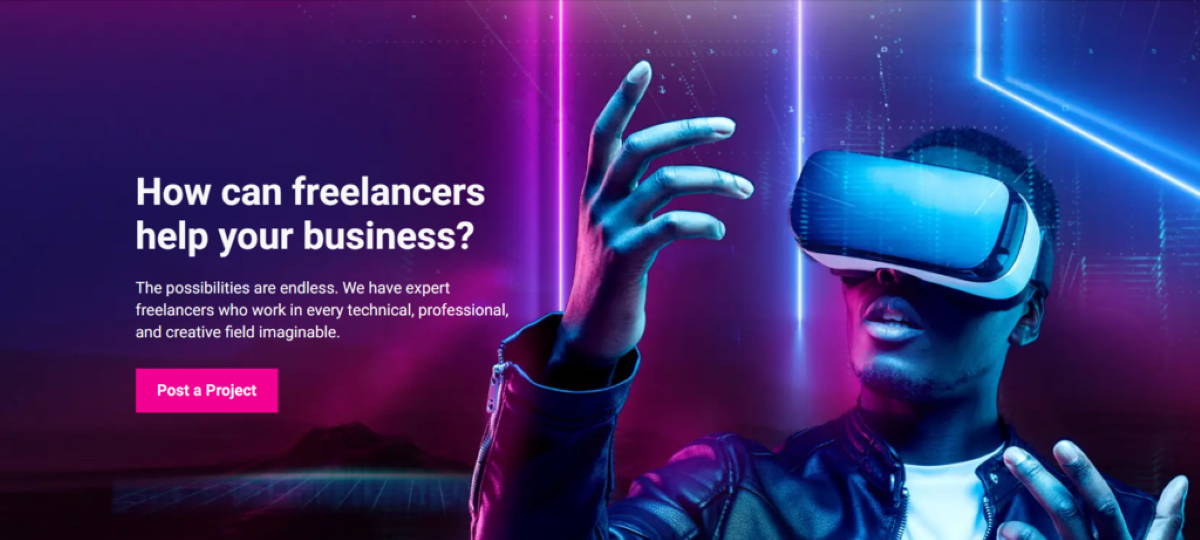 How can freelancers
help your business?
The possibilities are endless. We have expert
freelancers who work in every technical, professional,
and creative field imaginable.
Post a Project